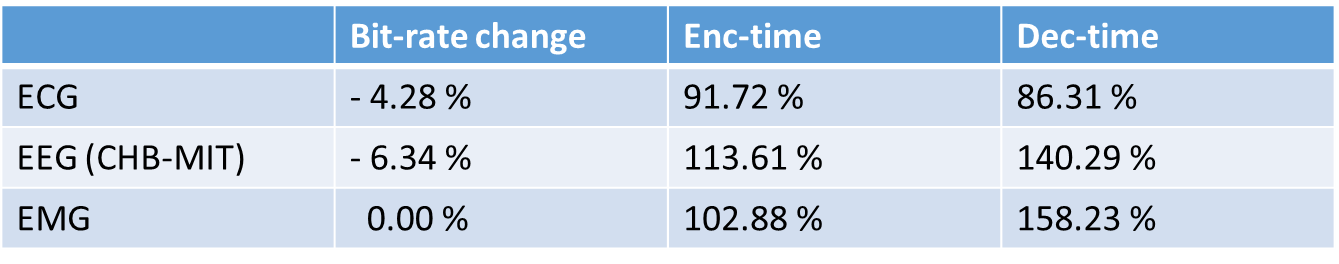 Bit-rate change Enc-time Dec-time
ECG - 4.28 % 91.72 % 86.31 %
EEG (CHB-MIT) - 6.34 % 113.61 % 140.29 %
EMG 0.00 % 102.88 % 158.23 %